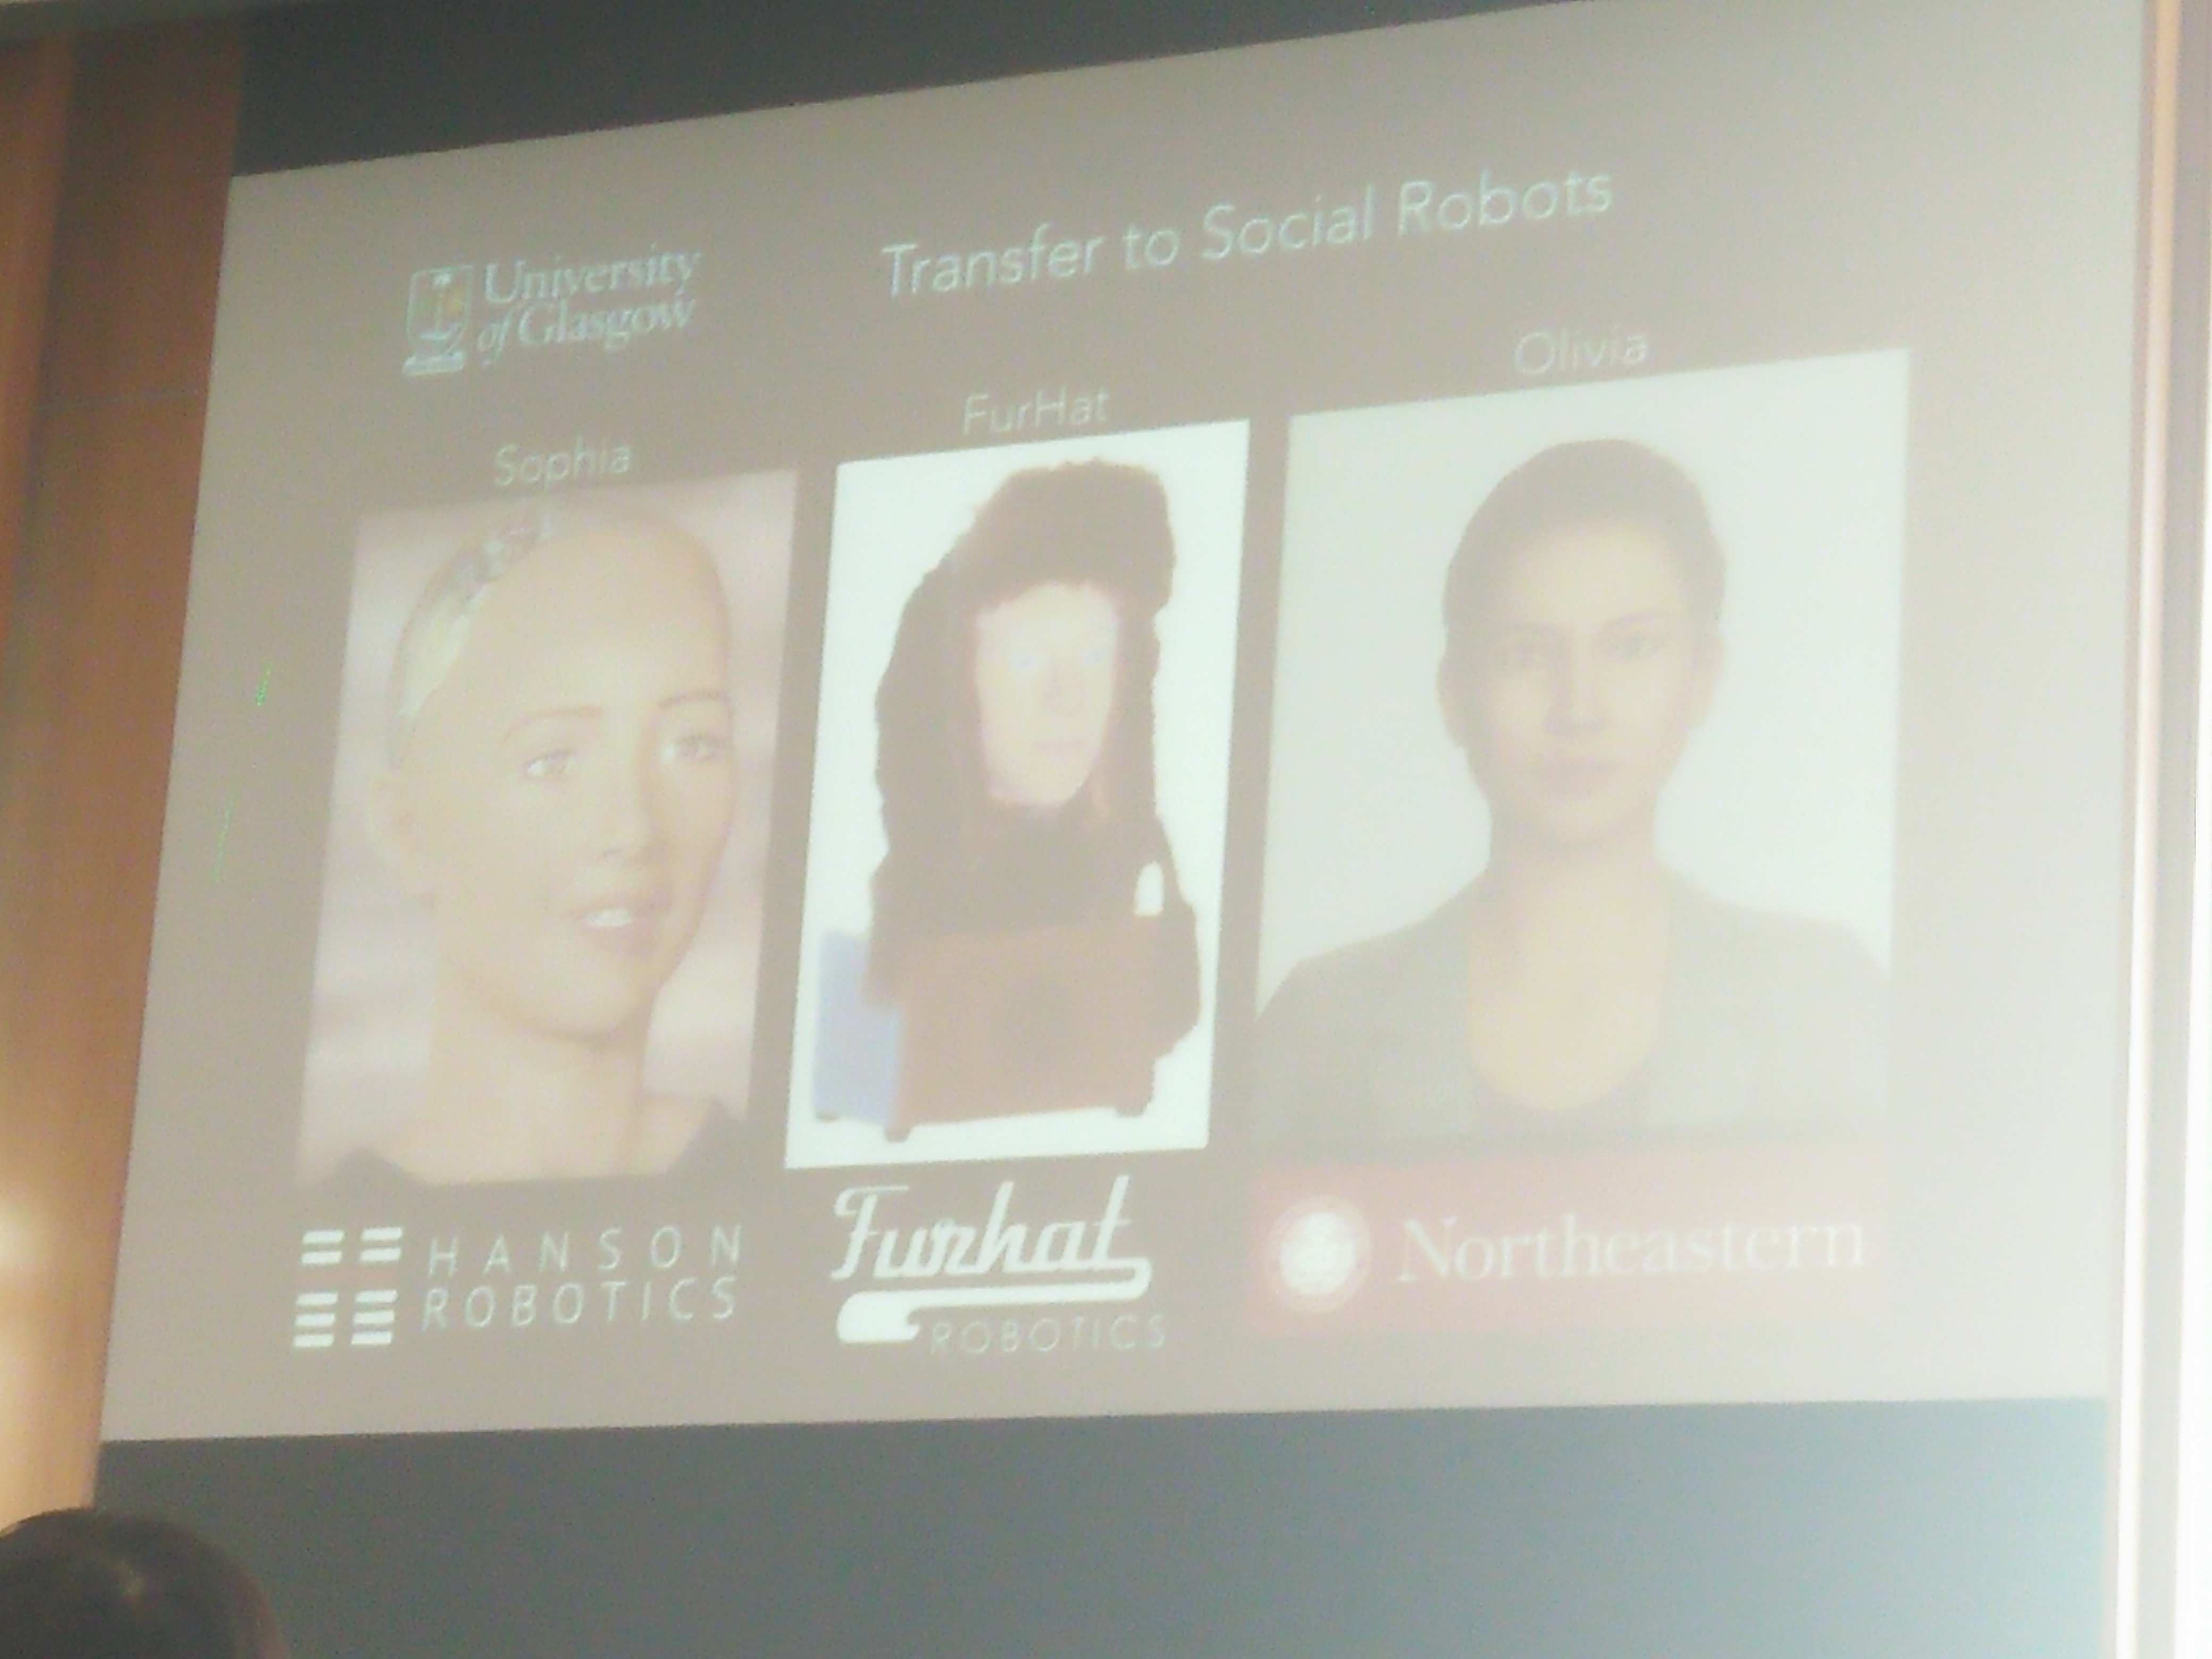 University
of Glasgow
Transfer to Social Robots
Sophia
FurHat
Olivia
HANSON
ROBOTICS
Furhat
ROBOTICS
Northeastern